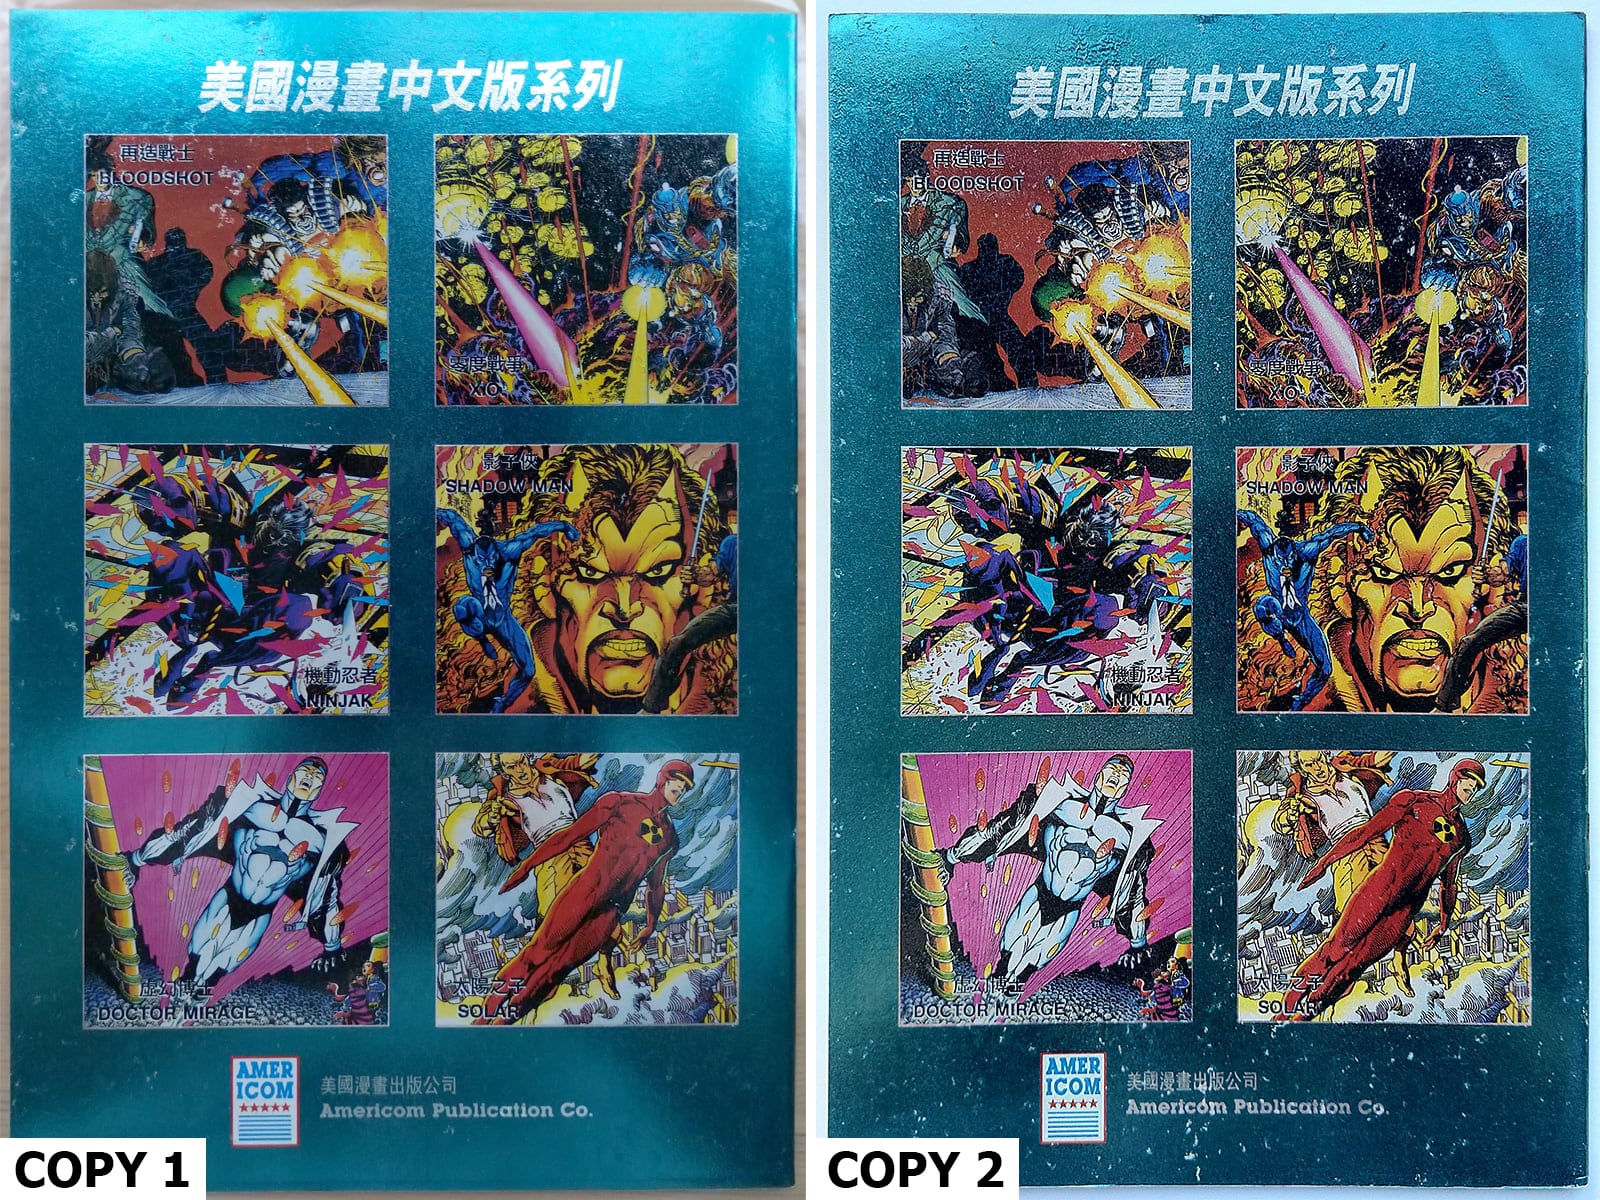 美國漫畫中文版系列
再造戰士
BLOODSHOT
零度戰爭
X.O.
影子俠
SHADOW MAN
機動忍者
NINJAK
虛幻博士
DOCTOR MIRAGE
太陽之子
SOLAR
AMER
ICOM
美國漫畫出版公司
Americom Publication Co.
COPY 1
美國漫畫中文版系列
再造戰士
BLOODSHOT
零度戰爭
X.O.
影子俠
SHADOW MAN
機動忍者
NINJAK
虛幻博士
DOCTOR MIRAGE
太陽之子
SOLAR
AMER
ICOM
美國漫畫出版公司
Americom Publication Co.
COPY 2